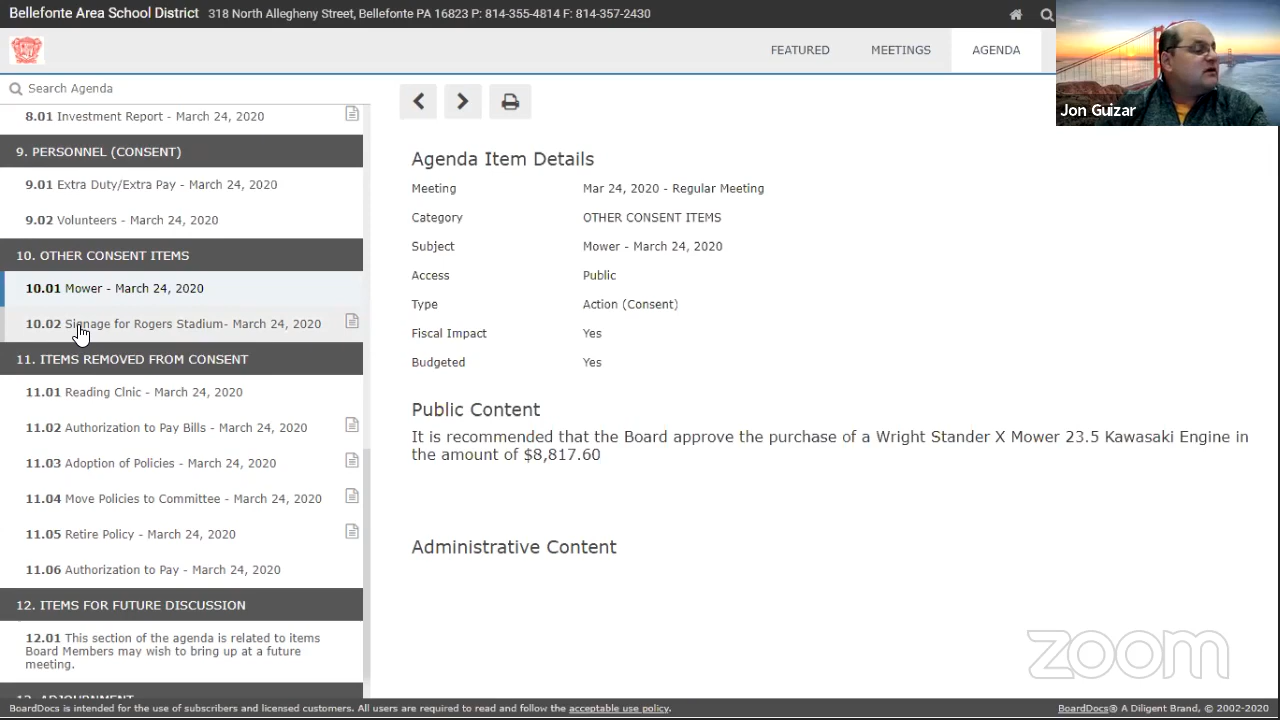 Bellefonte Area School District 318 North Allegheny Street, Bellefonte PA 16823 P: 814-355-4814 F: 814-357-2430
FEATURED MEETINGS AGENDA
Jon Guizar
Search Agenda
8.01 Investment Report - March 24, 2020
9. PERSONNEL (CONSENT)
9.01 Extra Duty/Extra Pay - March 24, 2020
9.02 Volunteers - March 24, 2020
10. OTHER CONSENT ITEMS
10.01 Mower - March 24, 2020
10.02 Signage for Rogers Stadium- March 24, 2020
11. ITEMS REMOVED FROM CONSENT
11.01 Reading Clnic - March 24, 2020
11.02 Authorization to Pay Bills - March 24, 2020
11.03 Adoption of Policies - March 24, 2020
11.04 Move Policies to Committee - March 24, 2020
11.05 Retire Policy - March 24, 2020
11.06 Authorization to Pay - March 24, 2020
12. ITEMS FOR FUTURE DISCUSSION
12.01 This section of the agenda is related to items
Board Members may wish to bring up at a future
meeting.
13. ADJOURNMENT
Agenda Item Details
Meeting Mar 24, 2020 - Regular Meeting
Category OTHER CONSENT ITEMS
Subject Mower - March 24, 2020
Access Public
Type Action (Consent)
Fiscal Impact Yes
Budgeted Yes
Public Content
It is recommended that the Board approve the purchase of a Wright Stander X Mower 23.5 Kawasaki Engine in
the amount of $8,817.60
Administrative Content
zoom
BoardDocs is intended for the use of subscribers and licensed customers. All users are required to read and follow the acceptable use policy.
BoardDocs® A Diligent Brand, © 2002-2020